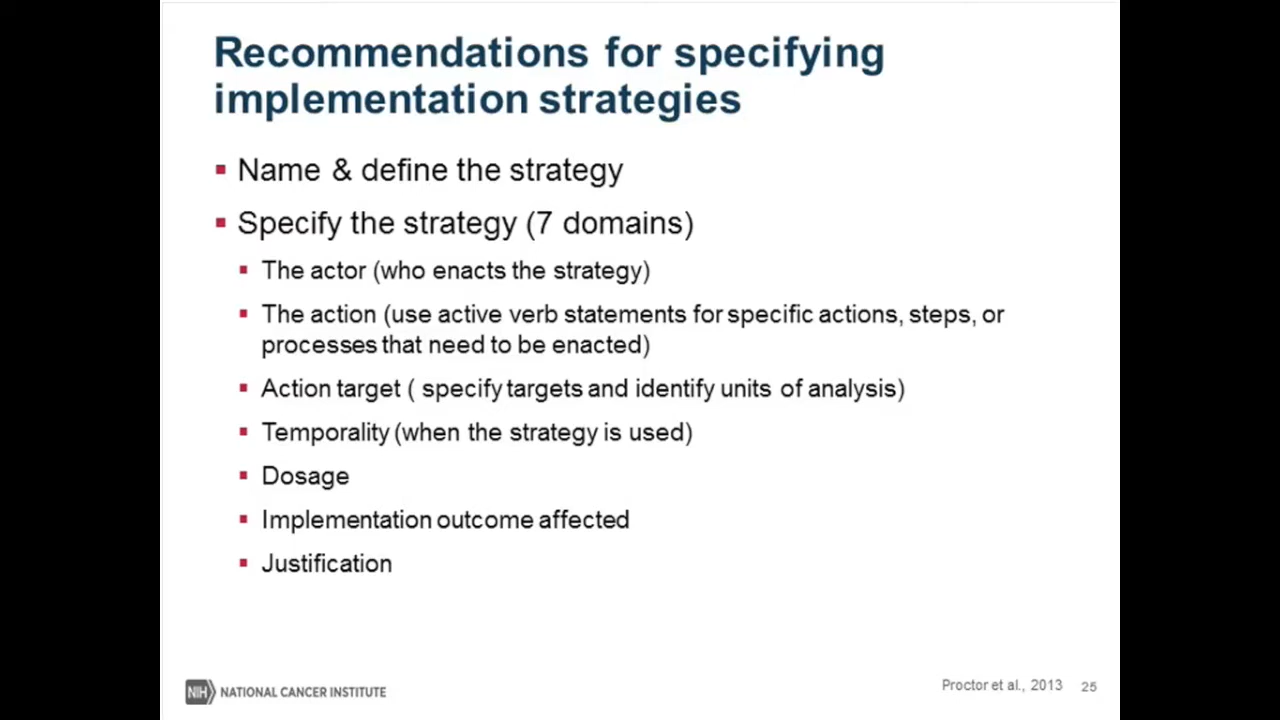 Recommendations for specifying
implementation strategies
▪ Name & define the strategy
▪ Specify the strategy (7 domains)
▪ The actor (who enacts the strategy)
▪ The action (use active verb statements for specific actions, steps, or
processes that need to be enacted)
▪ Action target ( specify targets and identify units of analysis)
▪ Temporality (when the strategy is used)
▪ Dosage
▪ Implementation outcome affected
▪ Justification
NIH NATIONAL CANCER INSTITUTE
Proctor et al., 2013 25